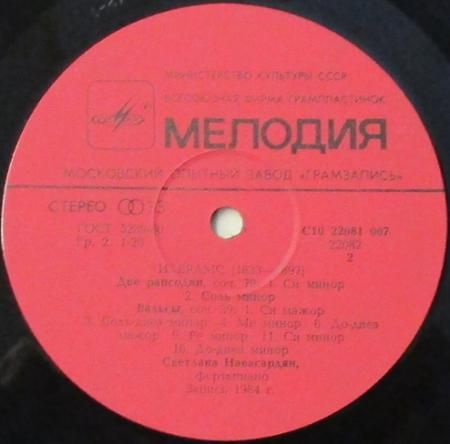 МИНИСТЕРСТВО КУЛЬТУРЫ СССР
ВСЕСОЮЗНАЯ ФИРМА ГРАМПЛАСТИНОК
МЕЛОДИЯ
МОСКОВСКИЙ ОПЫТНЫЙ ЗАВОД «ГРАМЗАПИСЬ»
СТЕРЕО 33
ГОСТ 5289-80
С10 22081 007
Гр. 2. 1-20
22082
2
И. БРАМС (1833—1897)
Две рапсодии, соч. 79: 1. Си минор
2. Соль минор
Вальсы, соч. 39: 1. Си мажор
3. Соль-диез минор 4. Ми минор 6. До-диез
мажор 9. Ре минор 11. Си минор
16. До-диез минор
Светлана Навасардян,
фортепиано
Запись 1984 г.